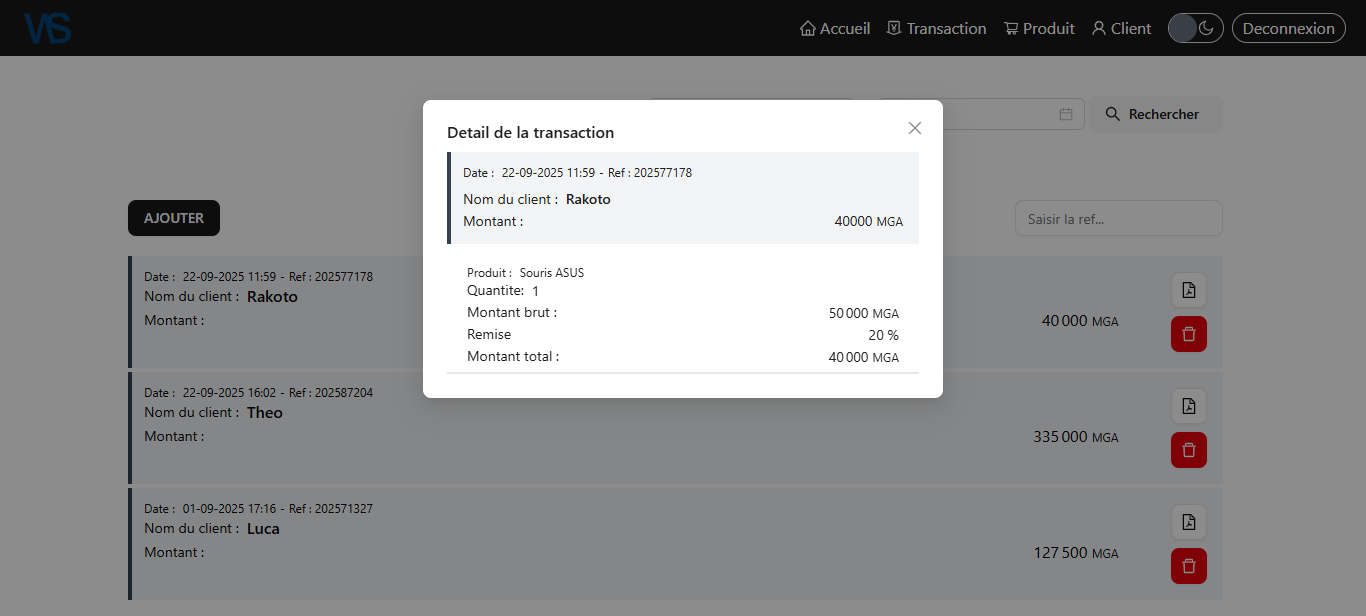 VS
Accueil Transaction Produit Client Deconnexion
Rechercher
Detail de la transaction
Date : 22-09-2025 11:59 - Ref : 202577178
Nom du client : Rakoto
Montant : 40000 MGA
Produit : Souris ASUS
Quantite: 1
Montant brut : 50 000 MGA
Remise 20 %
Montant total : 40 000 MGA
AJOUTER
Saisir la ref...
Date : 22-09-2025 11:59 - Ref : 202577178
Nom du client : Rakoto
Montant : 40 000 MGA
Date : 22-09-2025 16:02 - Ref : 202587204
Nom du client : Theo
Montant : 335 000 MGA
Date : 01-09-2025 17:16 - Ref : 202571327
Nom du client : Luca
Montant : 127 500 MGA